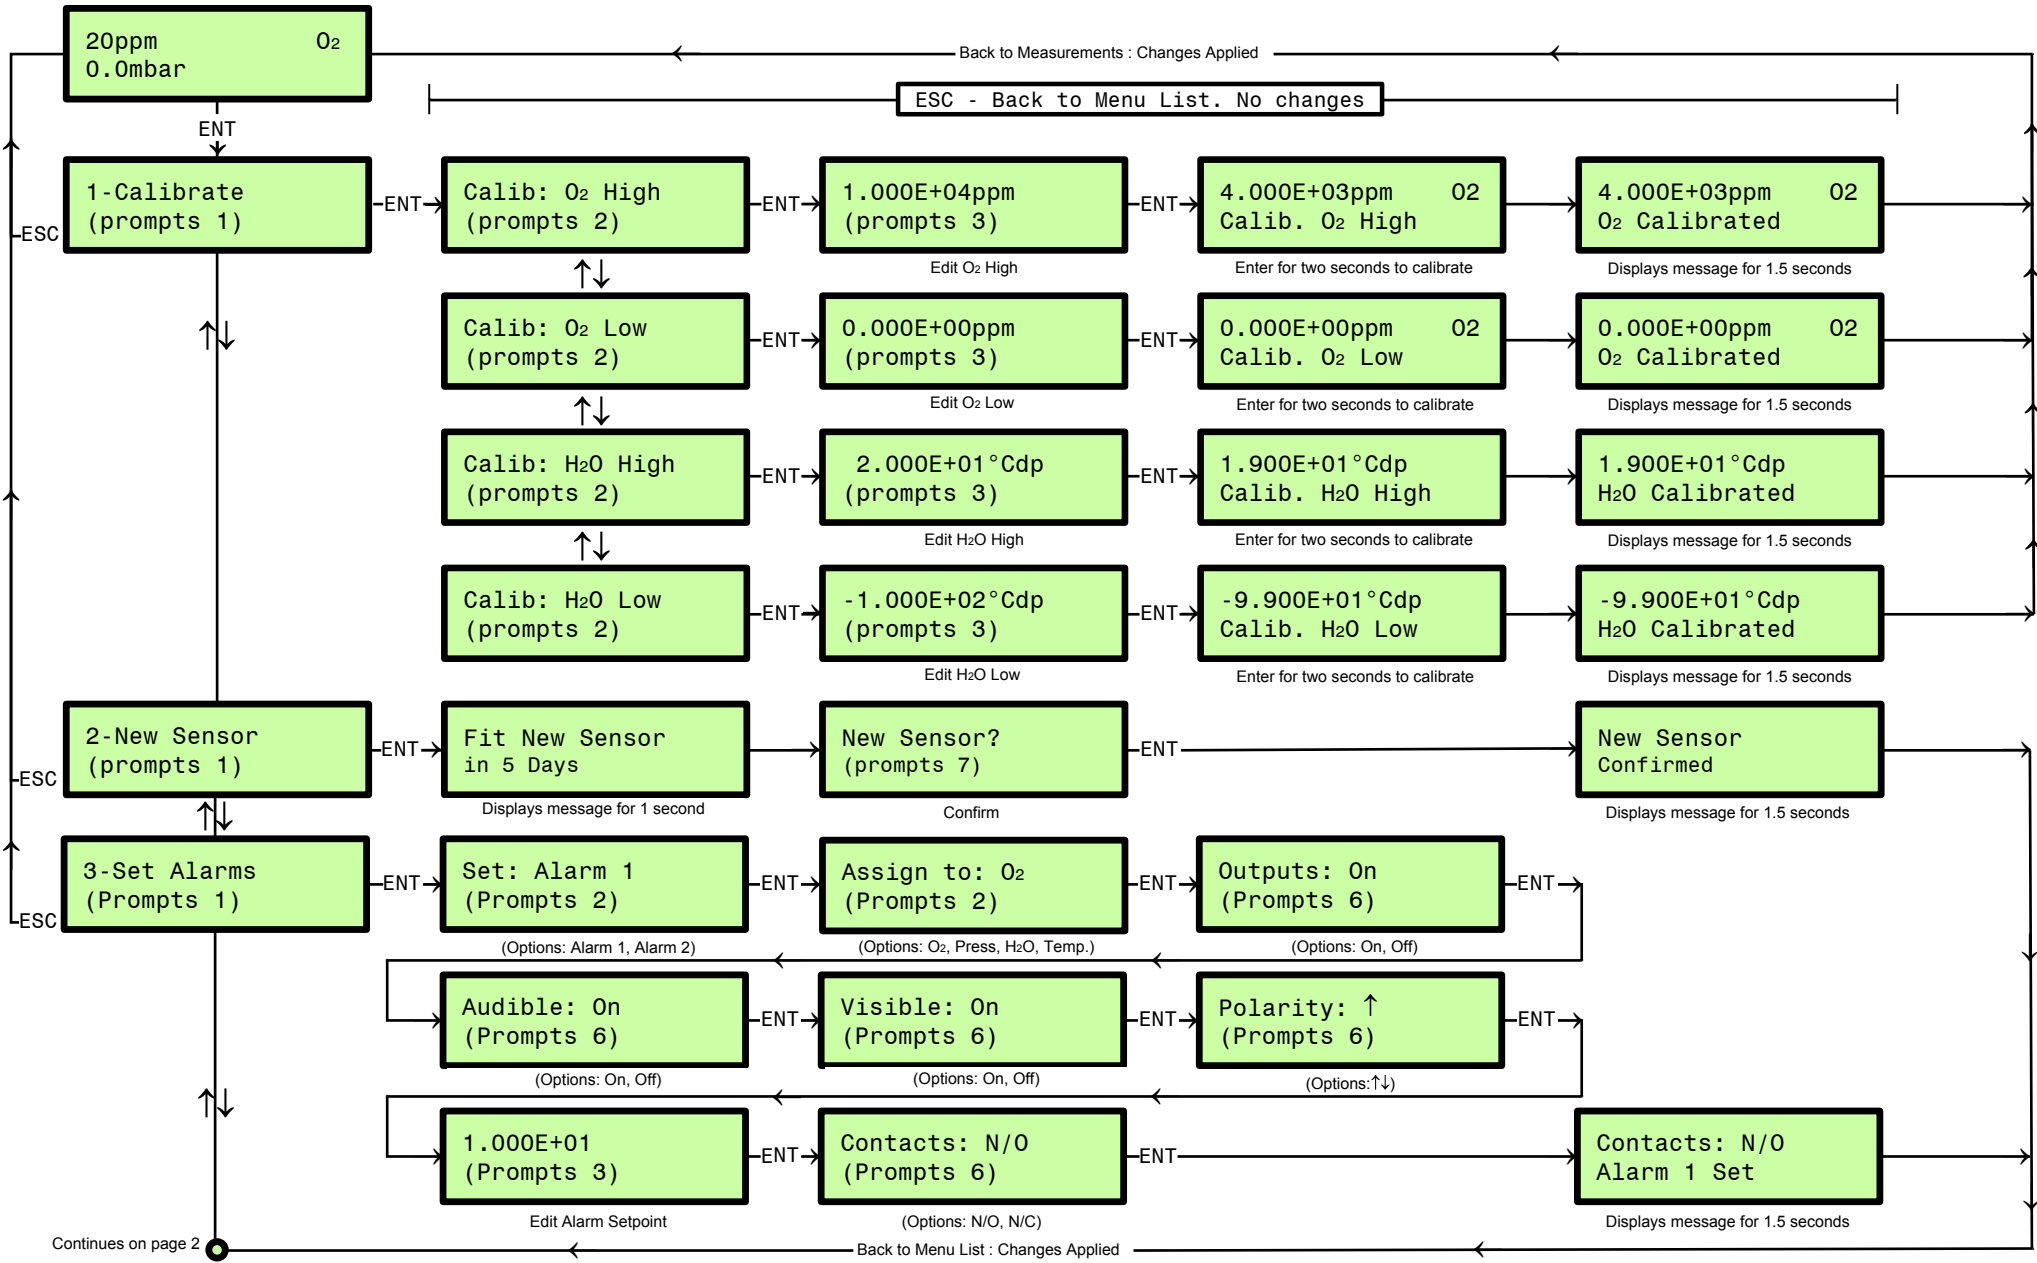 20ppm O₂
0.0mbar
Back to Measurements : Changes Applied
ESC - Back to Menu List. No changes
ENT
1-Calibrate
(prompts 1)
ESC
ENT
Calib: O₂ High
(prompts 2)
ENT
1.000E+04ppm
(prompts 3)
Edit O₂ High
ENT
4.000E+03ppm O2
Calib. O₂ High
Enter for two seconds to calibrate
4.000E+03ppm O2
O₂ Calibrated
Displays message for 1.5 seconds
↑↓
↑↓
Calib: O₂ Low
(prompts 2)
ENT
0.000E+00ppm
(prompts 3)
Edit O₂ Low
ENT
0.000E+00ppm O2
Calib. O₂ Low
Enter for two seconds to calibrate
0.000E+00ppm O2
O₂ Calibrated
Displays message for 1.5 seconds
↑↓
Calib: H₂O High
(prompts 2)
ENT
2.000E+01°Cdp
(prompts 3)
Edit H₂O High
ENT
1.900E+01°Cdp
Calib. H₂O High
Enter for two seconds to calibrate
1.900E+01°Cdp
H₂O Calibrated
Displays message for 1.5 seconds
↑↓
Calib: H₂O Low
(prompts 2)
ENT
-1.000E+02°Cdp
(prompts 3)
Edit H₂O Low
ENT
-9.900E+01°Cdp
Calib. H₂O Low
Enter for two seconds to calibrate
-9.900E+01°Cdp
H₂O Calibrated
Displays message for 1.5 seconds
2-New Sensor
(prompts 1)
ESC
ENT
Fit New Sensor
in 5 Days
Displays message for 1 second
New Sensor?
(prompts 7)
Confirm
ENT
New Sensor
Confirmed
Displays message for 1.5 seconds
↑↓
3-Set Alarms
(Prompts 1)
ESC
ENT
Set: Alarm 1
(Prompts 2)
(Options: Alarm 1, Alarm 2)
ENT
Assign to: O₂
(Prompts 2)
(Options: O₂, Press, H₂O, Temp.)
ENT
Outputs: On
(Prompts 6)
(Options: On, Off)
ENT
Audible: On
(Prompts 6)
(Options: On, Off)
ENT
Visible: On
(Prompts 6)
(Options: On, Off)
ENT
Polarity: ↑
(Prompts 6)
(Options:↑↓)
ENT
↑↓
1.000E+01
(Prompts 3)
Edit Alarm Setpoint
ENT
Contacts: N/O
(Prompts 6)
(Options: N/O, N/C)
ENT
Contacts: N/O
Alarm 1 Set
Displays message for 1.5 seconds
Continues on page 2
Back to Menu List : Changes Applied